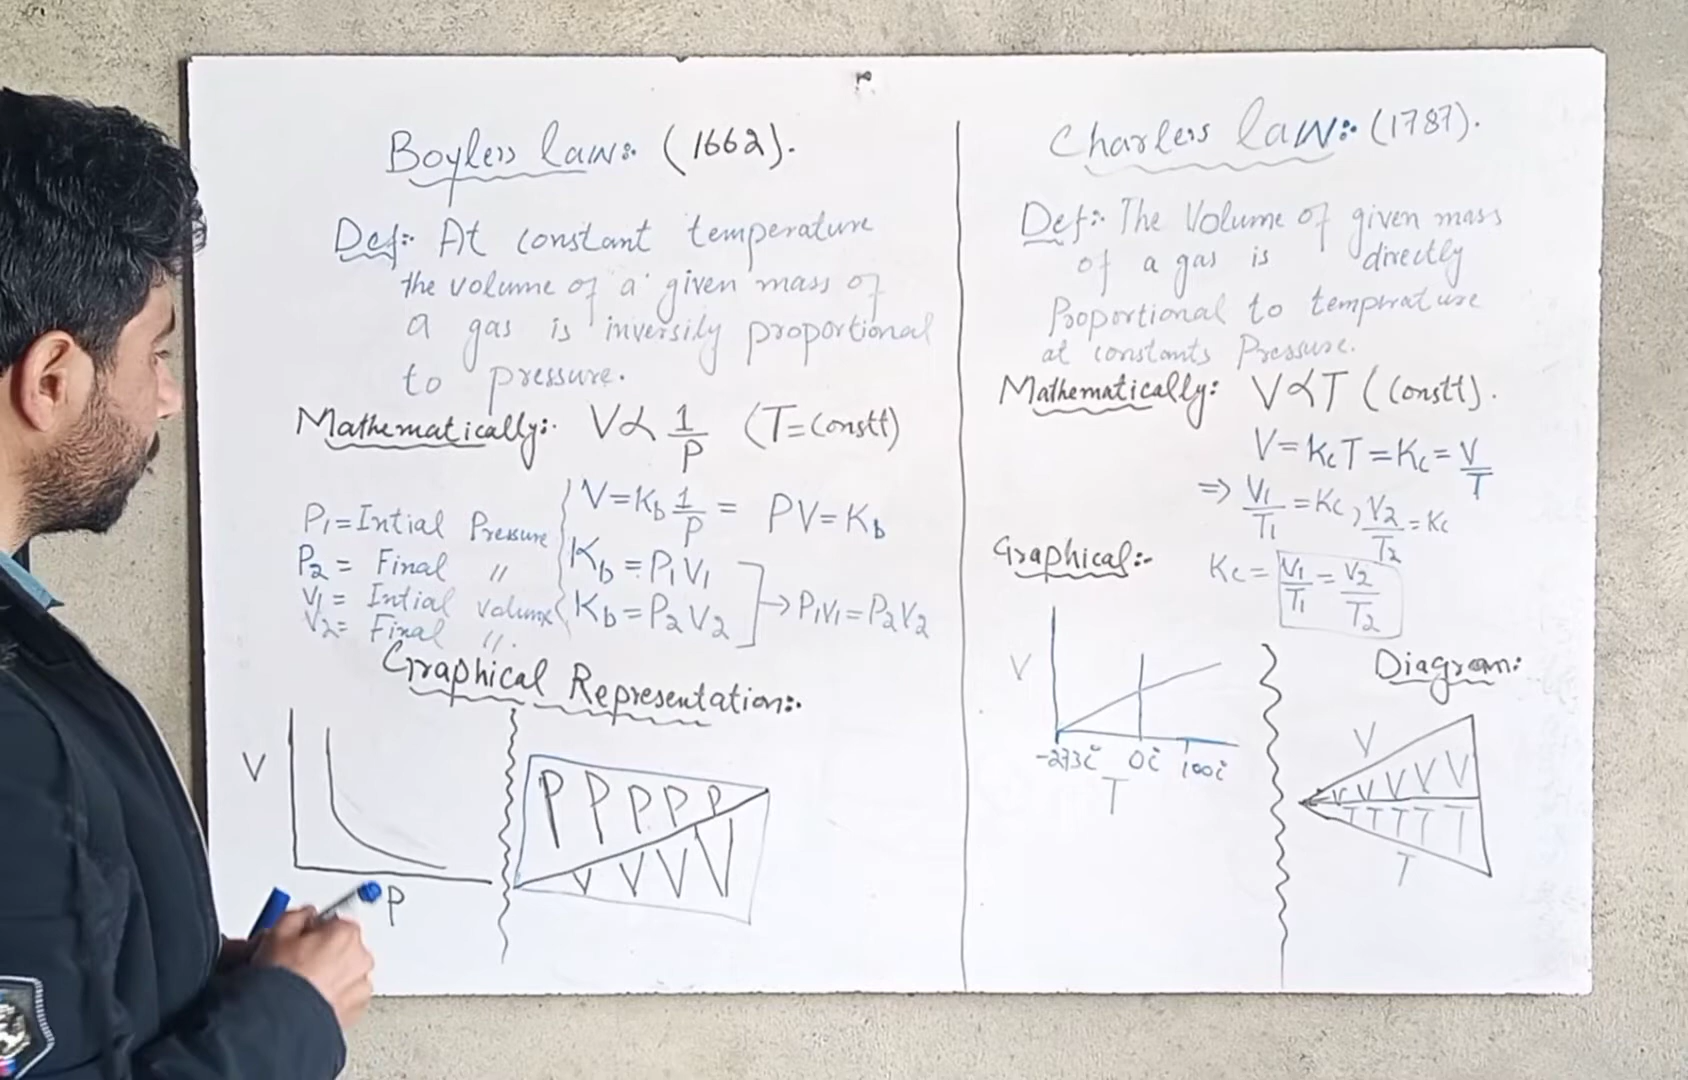 Boyless law:. (1662).
Def:. At constant temperature
the volume of a given mass of
a gas is inversily proportional
to pressure.
Mathematically:. V∝ 1/P (T=Constt)
P1=Intial Pressure
P2 = Final "
V1= Intial volume
V2= Final ".
V=Kb 1/P = PV=Kb
Kb = P1V1
Kb = P2V2
→P1V1=P2V2
Graphical Representation:.
V
P
P P P P P
V V V V
Charless law:. (1787).
Def:. The Volume of given mass
of a gas is directly
Proportional to temprature
at constants Pressure.
Mathematically: V∝T (Constt).
V=KcT=Kc=V/T
⇒ V1/T1=Kc, V2/T2=Kc
Kc= V1/T1=V2/T2
Graphical:-
V
-273c° 0c° 100c°
T
Diagram:
V
V V V V V
T T T T T
T